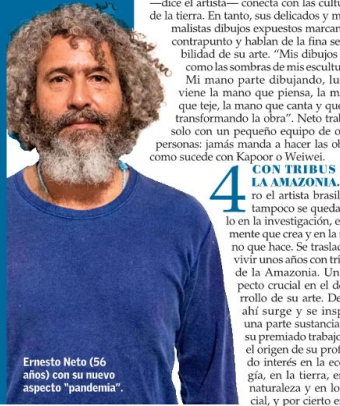 —dice el artista— conecta con las cultu
de la tierra. En tanto, sus delicados y m
malistas dibujos expuestos marcan
contrapunto y hablan de la fina se
bilidad de su arte. “Mis dibujos
como las sombras de mis escultu
Mi mano parte dibujando, lu
viene la mano que piensa, la m
que teje, la mano que canta y que
transformando la obra”. Neto trab
solo con un pequeño equipo de o
personas: jamás manda a hacer las ob
como sucede con Kapoor o Weiwei.
4 CON TRIBUS
LA AMAZONIA.
ro el artista brasil
tampoco se queda
lo en la investigación, e
mente que crea y en la m
no que hace. Se traslad
vivir unos años con tri
de la Amazonia. Un
pecto crucial en el de
rrollo de su arte. De
ahí surge y se insp
una parte sustancia
su premiado trabajo
el origen de su prof
do interés en la eco
gía, en la tierra, e
naturaleza y en lo
cial, y por cierto e
Ernesto Neto (56
años) con su nuevo
aspecto “pandemia”.